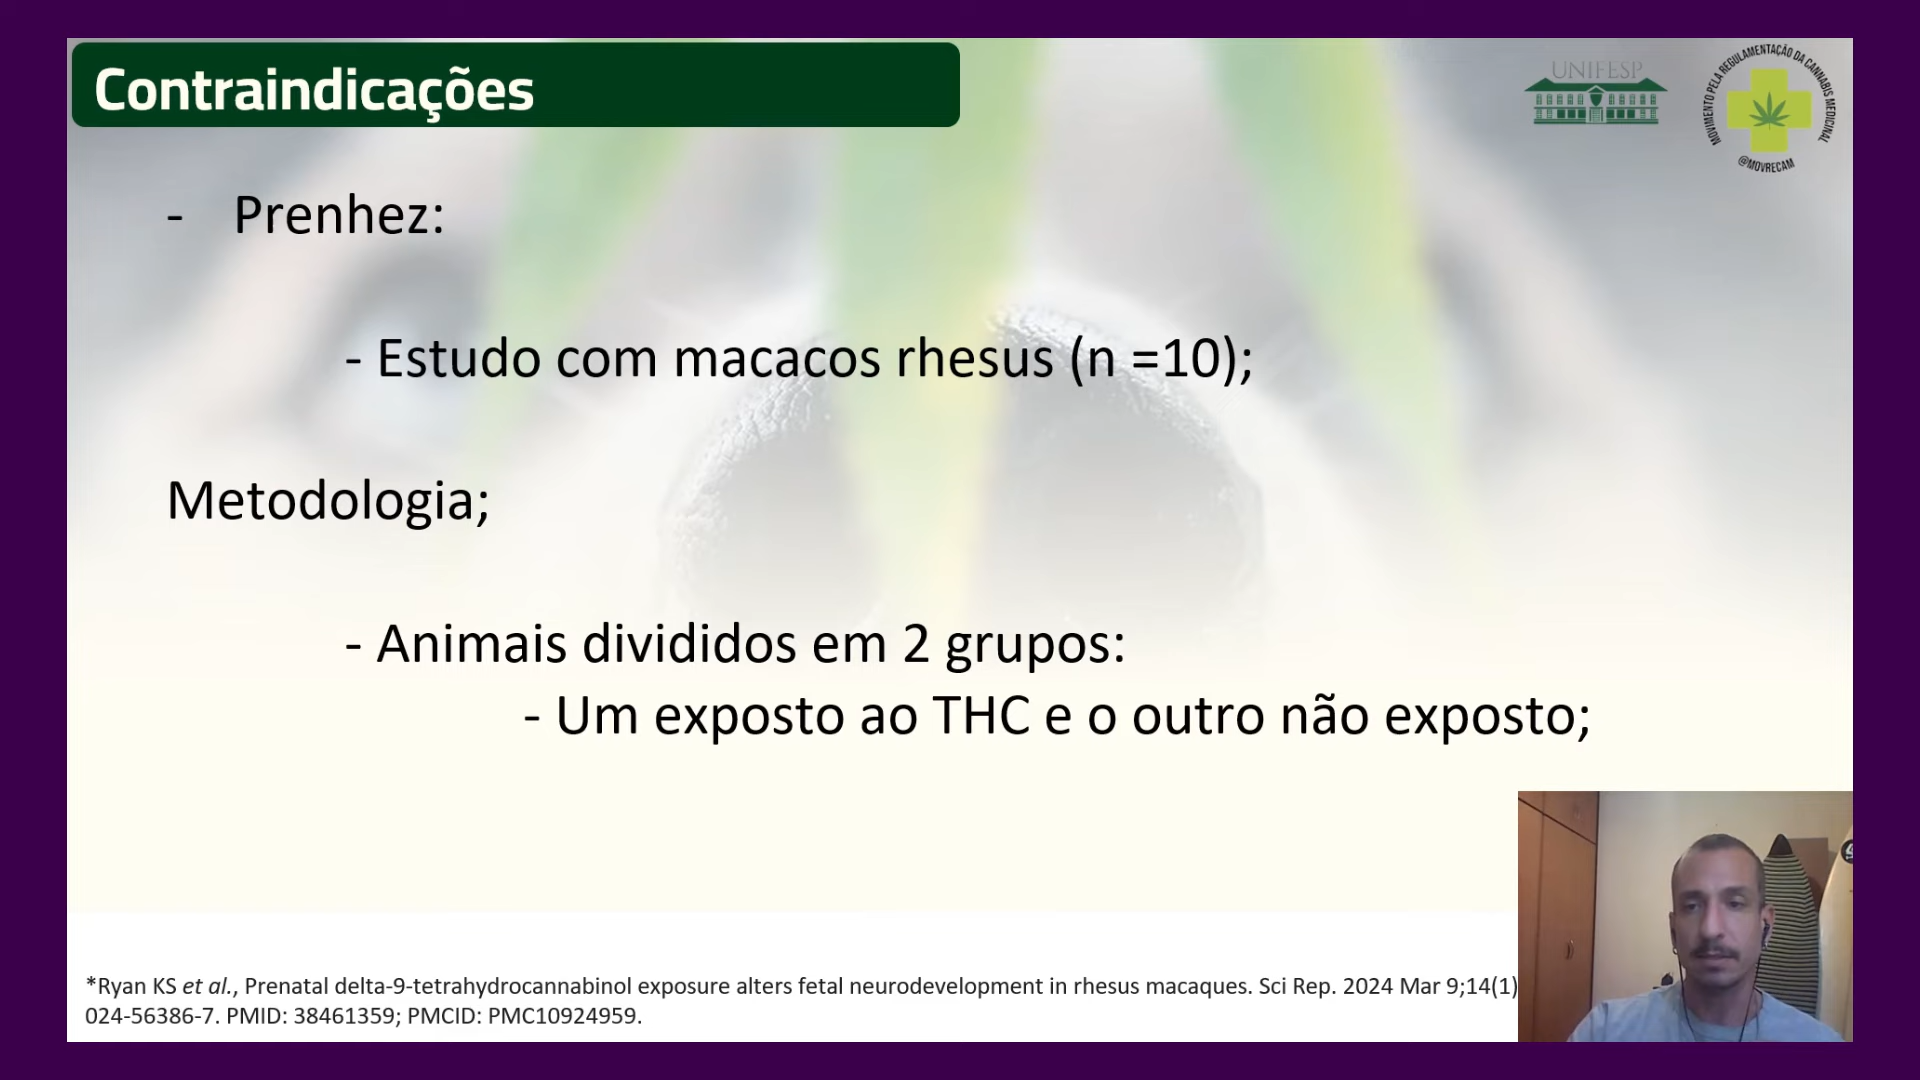 Contraindicações
UNIFESP
MOVIMENTO PELA REGULAMENTAÇÃO DA CANNABIS MEDICINAL
@MOVRECAM
- Prenhez:
- Estudo com macacos rhesus (n =10);
Metodologia;
- Animais divididos em 2 grupos:
- Um exposto ao THC e o outro não exposto;
*Ryan KS et al., Prenatal delta-9-tetrahydrocannabinol exposure alters fetal neurodevelopment in rhesus macaques. Sci Rep. 2024 Mar 9;14(1)
024-56386-7. PMID: 38461359; PMCID: PMC10924959.